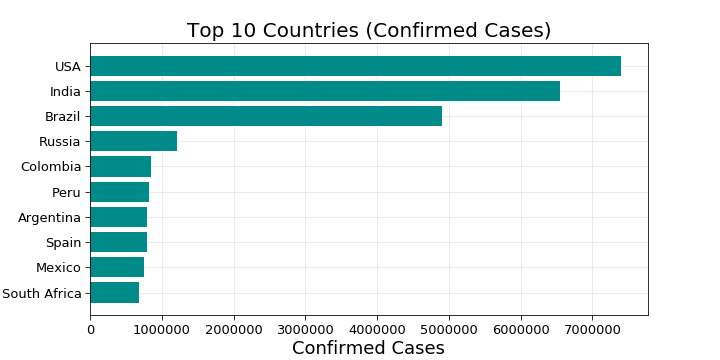 Top 10 Countries (Confirmed Cases)
USA
India
Brazil
Russia
Colombia
Peru
Argentina
Spain
Mexico
South Africa
0 1000000 2000000 3000000 4000000 5000000 6000000 7000000
Confirmed Cases